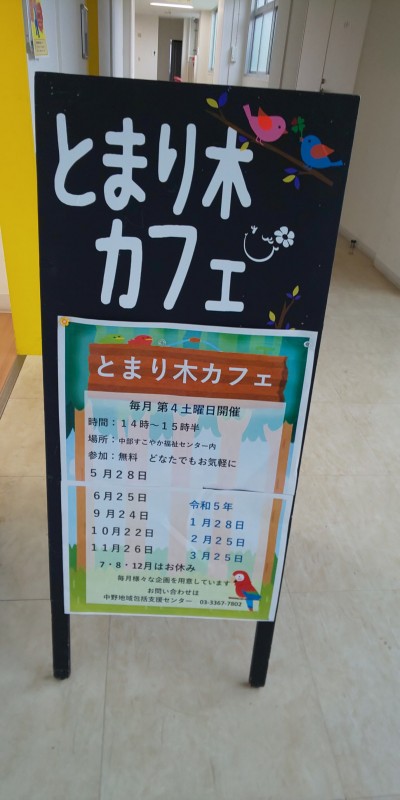 とまり木
カフェ
とまり木カフェ
毎月 第４土曜日開催
時間：１４時～１５時半
場所：中部すこやか福祉センター内
参加：無料　どなたでもお気軽に
５月２８日
６月２５日
９月２４日
１０月２２日
１１月２６日
令和５年
１月２８日
２月２５日
３月２５日
７・８・１２月はお休み
毎月様々な企画を用意しています
お問い合わせは
中野地域包括支援センター　03-3367-7802